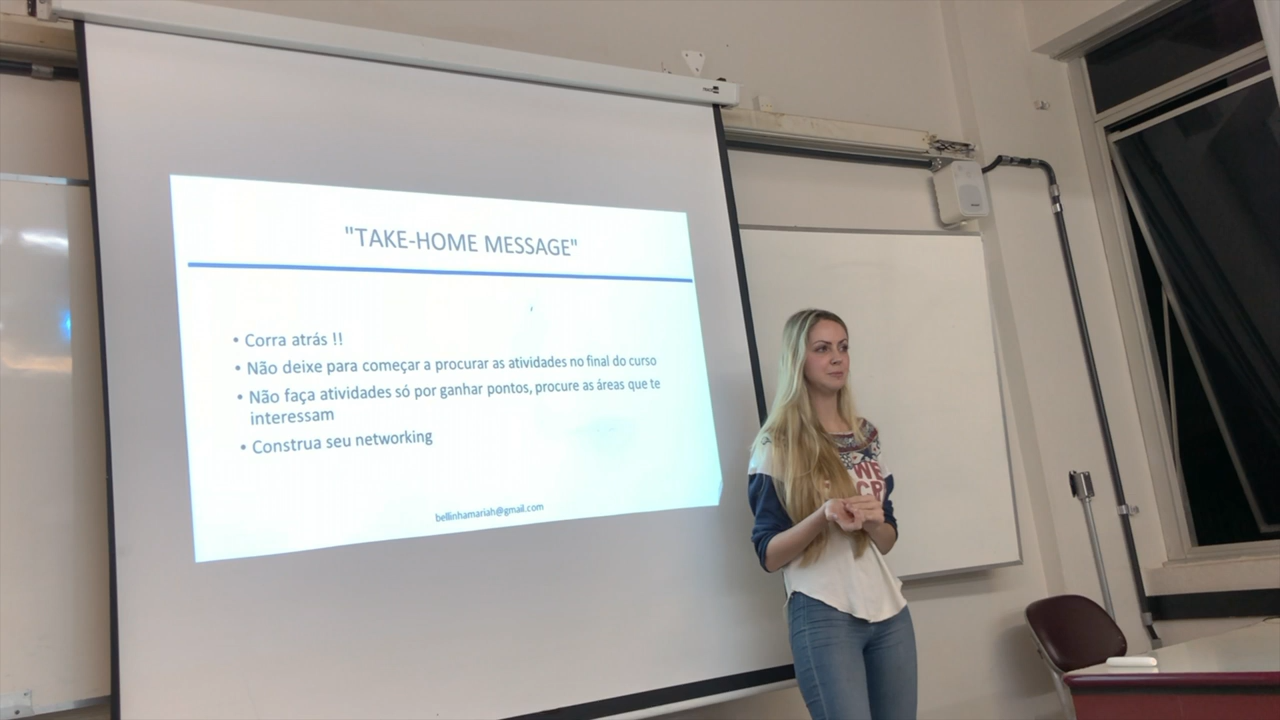 "TAKE-HOME MESSAGE"
• Corra atrás !!
• Não deixe para começar a procurar as atividades no final do curso
• Não faça atividades só por ganhar pontos, procure as áreas que te
interessam
• Construa seu networking
bellinhamariah@gmail.com
WE